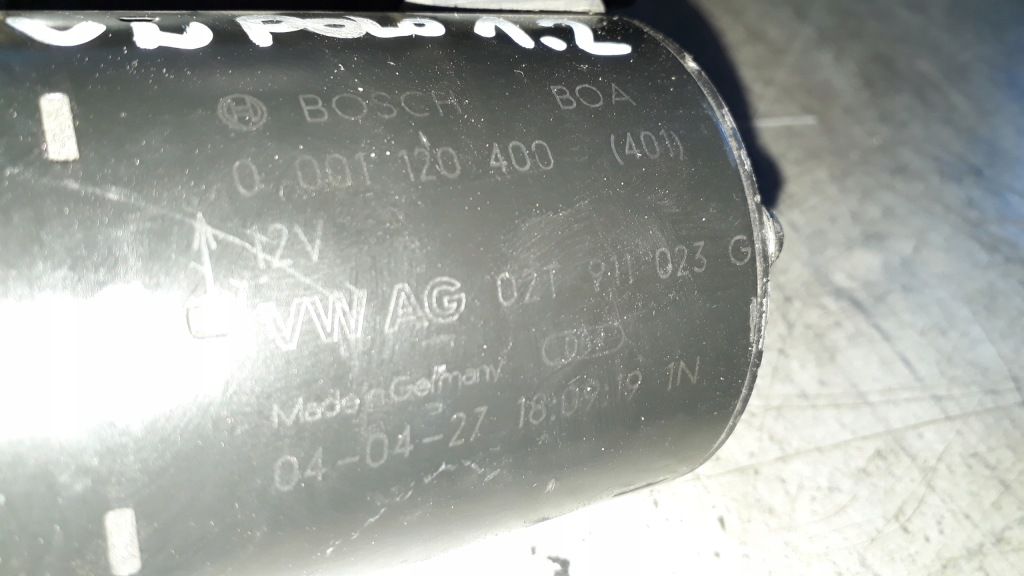 VW POLO 1.2
BOSCH BOA
0 001 120 400 (401)
12V
VW AG 02T 911 023 G
Made in Germany
04-04-27 18:09:19 1N